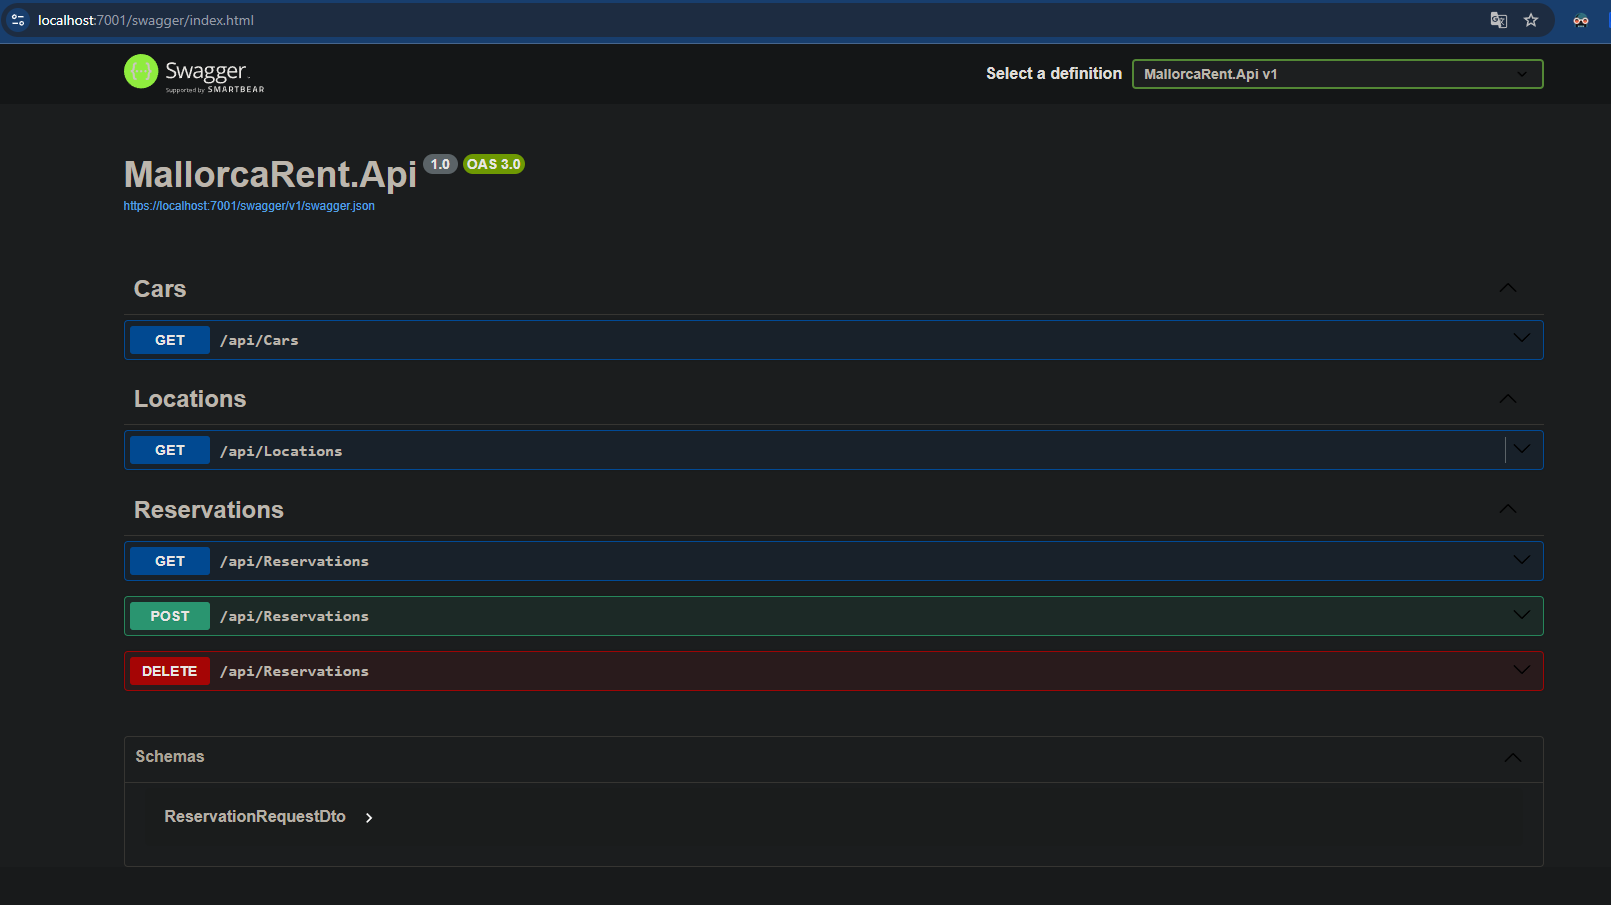 localhost:7001/swagger/index.html
Swagger.
Supported by SMARTBEAR
Select a definition
MallorcaRent.Api v1
MallorcaRent.Api 1.0 OAS 3.0
https://localhost:7001/swagger/v1/swagger.json
Cars
GET /api/Cars
Locations
GET /api/Locations
Reservations
GET /api/Reservations
POST /api/Reservations
DELETE /api/Reservations
Schemas
ReservationRequestDto